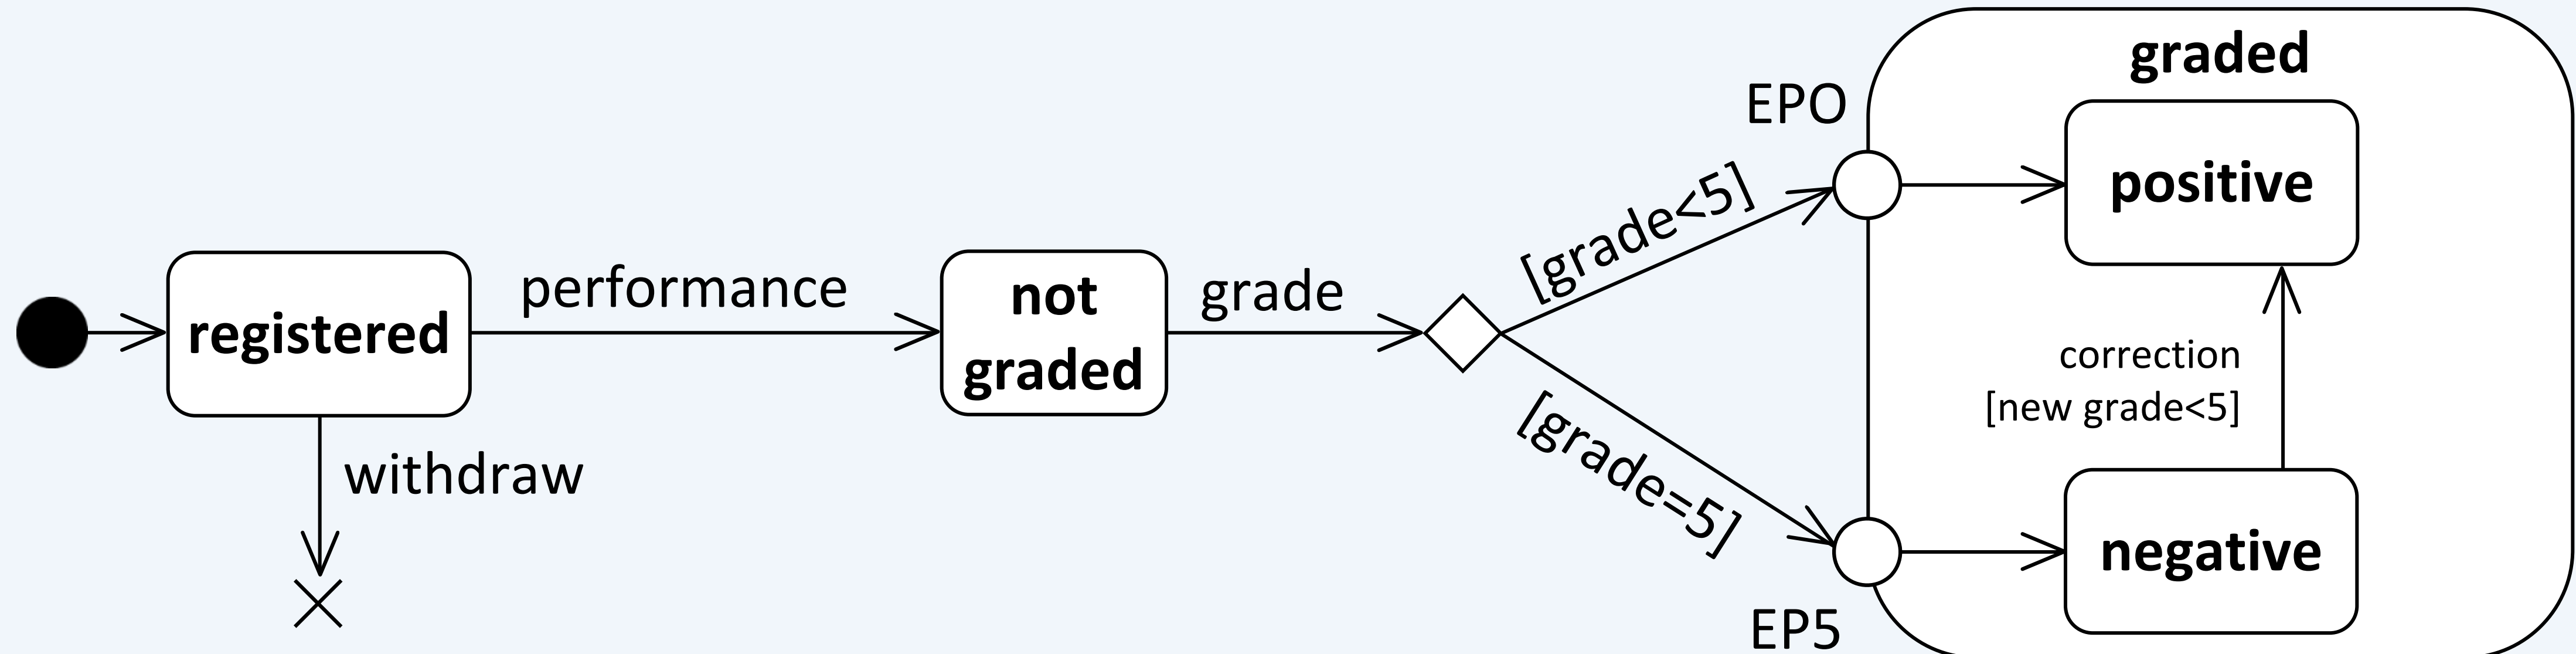 graded
EPO
positive
[grade<5]
registered
performance
not
graded
grade
withdraw
[grade=5]
correction
[new grade<5]
negative
EP5